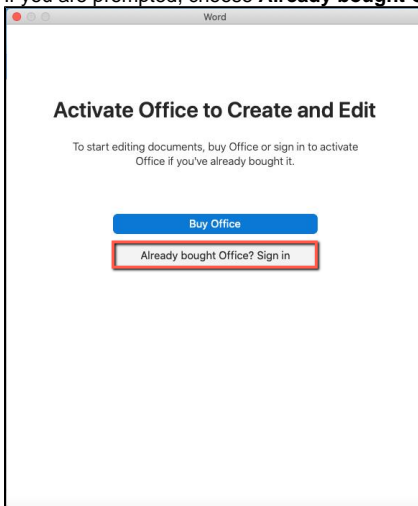 If you are prompted, choose Already bought
Word
Activate Office to Create and Edit
To start editing documents, buy Office or sign in to activate
Office if you've already bought it.
Buy Office
Already bought Office? Sign in